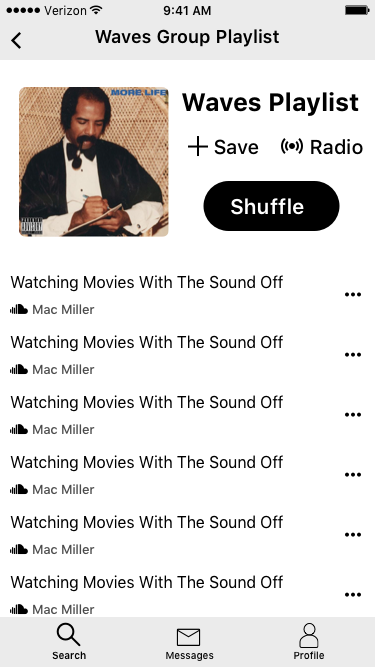 Verizon 9:41 AM
Waves Group Playlist
MORE LIFE
Waves Playlist
Save Radio
Shuffle
Watching Movies With The Sound Off
Mac Miller
Watching Movies With The Sound Off
Mac Miller
Watching Movies With The Sound Off
Mac Miller
Watching Movies With The Sound Off
Mac Miller
Watching Movies With The Sound Off
Mac Miller
Watching Movies With The Sound Off
Mac Miller
Search Messages Profile